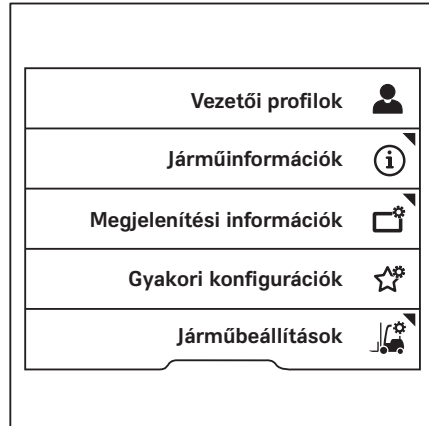 Vezetői profilok
Járműinformációk
Megjelenítési információk
Gyakori konfigurációk
Járműbeállítások